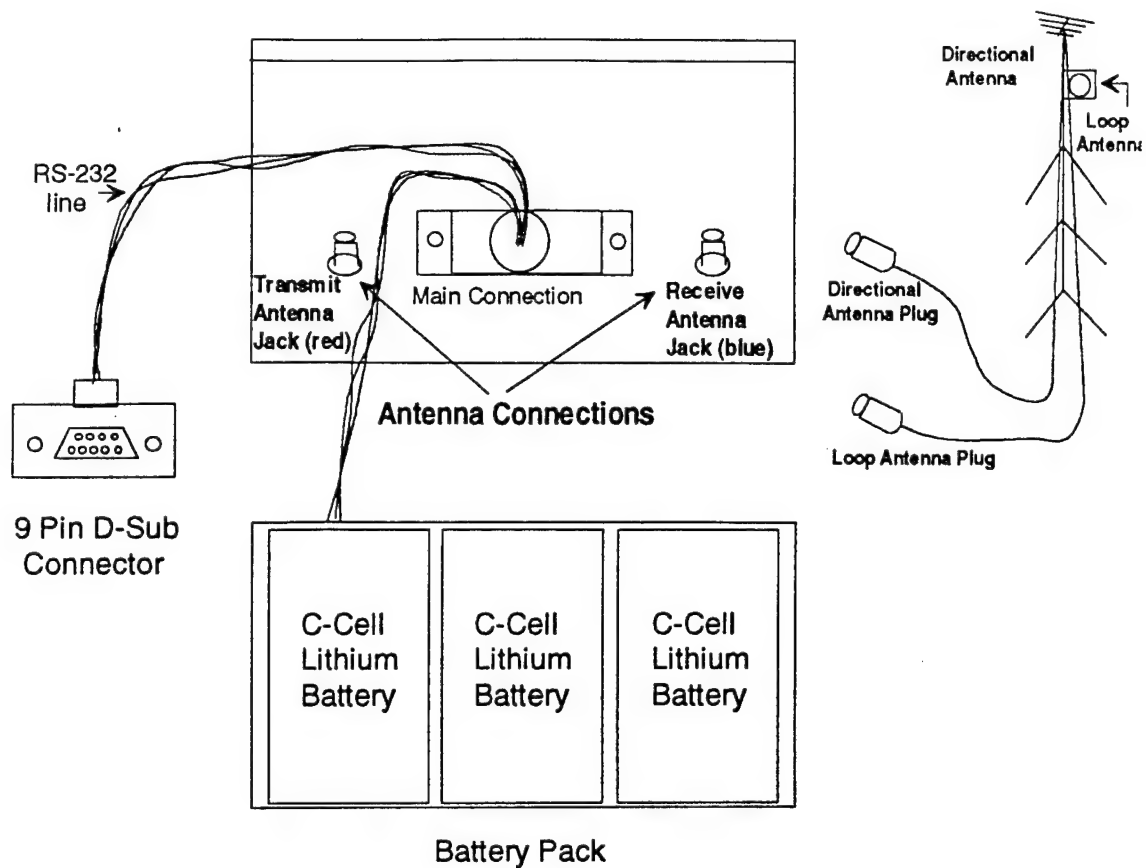 Directional
Antenna
Loop
Antenna
RS-232
line
Transmit
Antenna
Jack (red)
Main Connection
Receive
Antenna
Jack (blue)
Directional
Antenna Plug
Antenna Connections
Loop Antenna Plug
9 Pin D-Sub
Connector
C-Cell
Lithium
Battery
C-Cell
Lithium
Battery
C-Cell
Lithium
Battery
Battery Pack